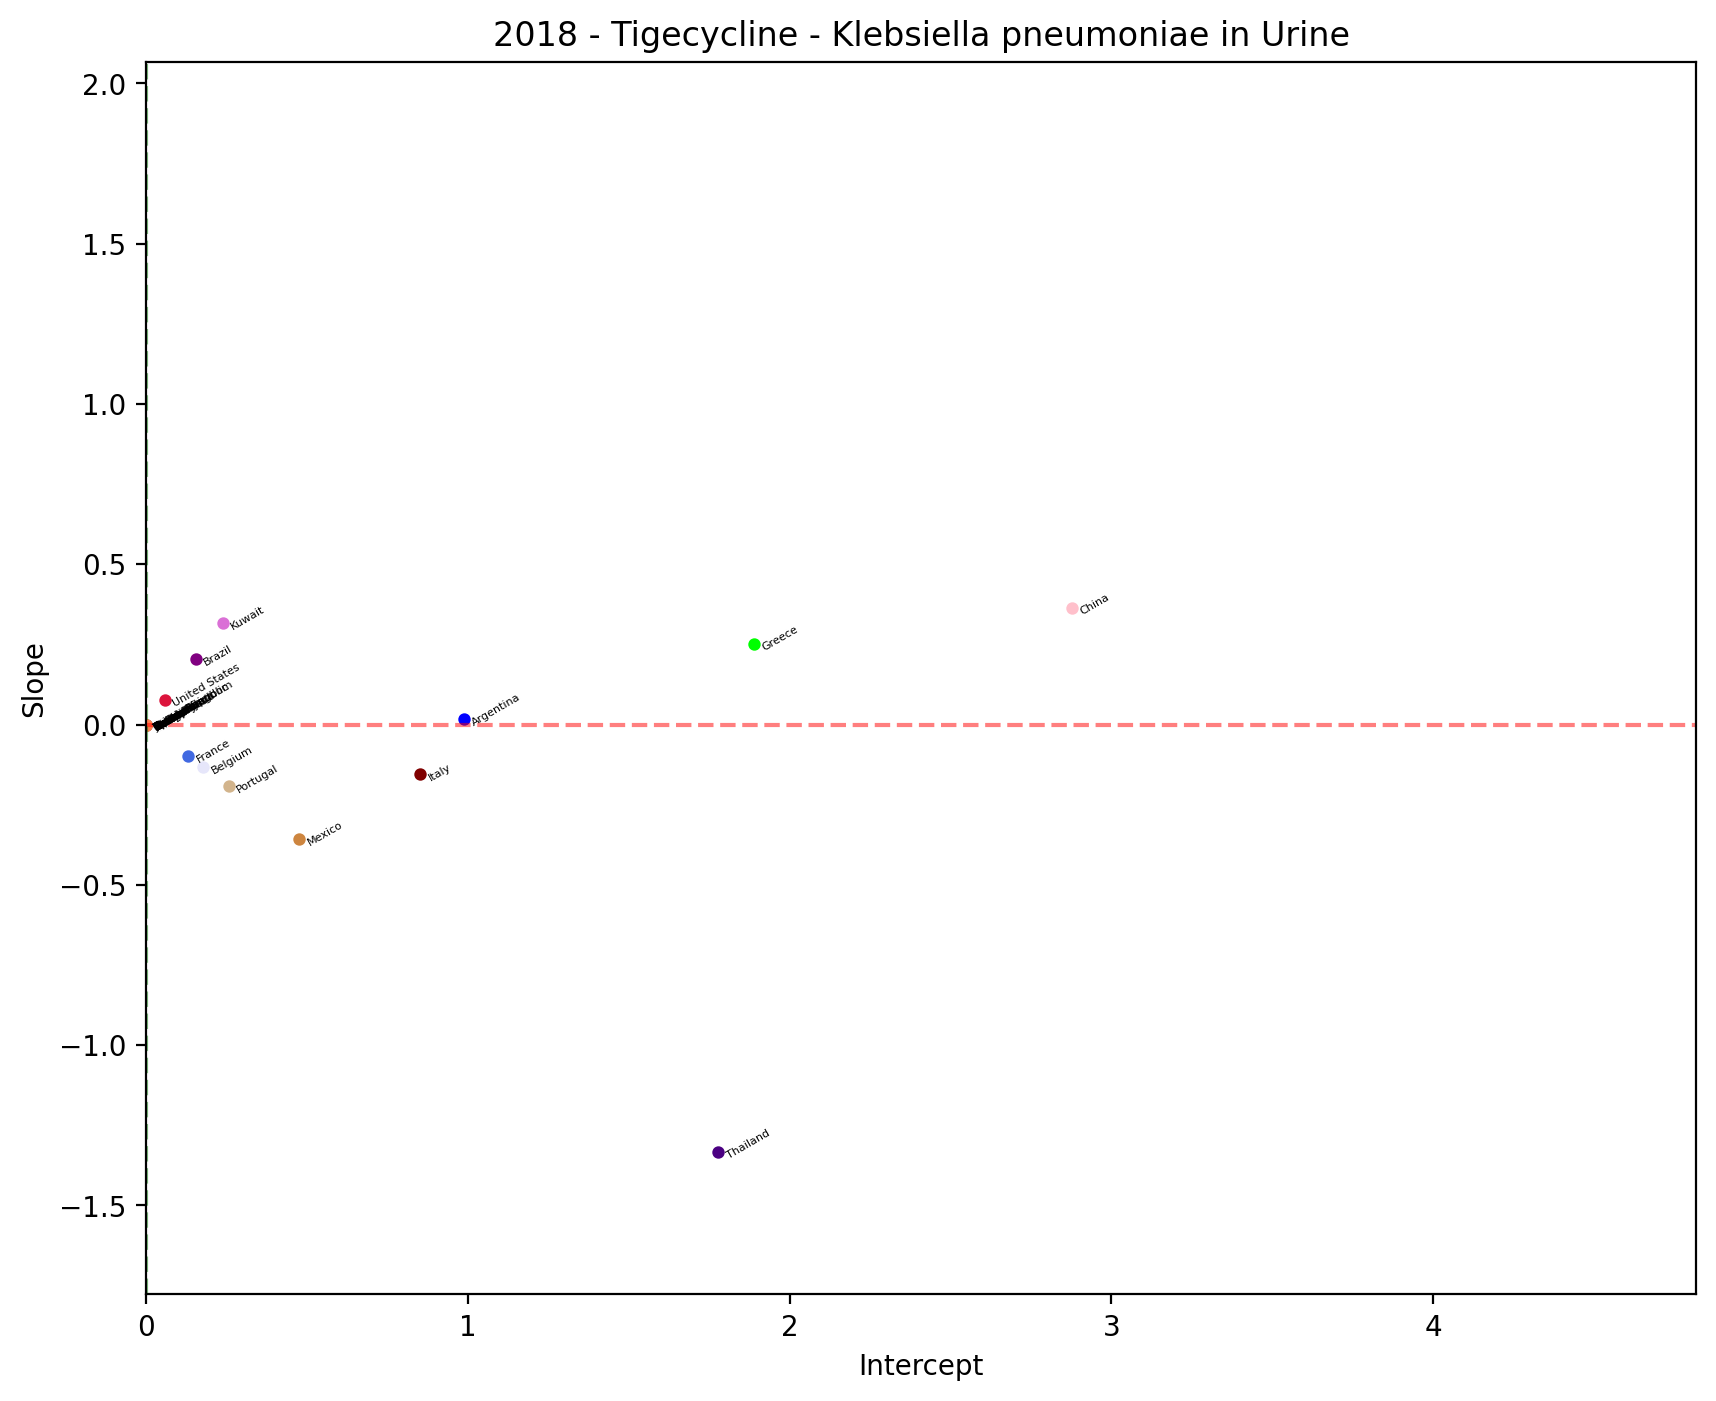 2018 - Tigecycline - Klebsiella pneumoniae in Urine
2.0
1.5
1.0
0.5
0.0
−0.5
−1.0
−1.5
Slope
China
Kuwait
Greece
Brazil
United States
Argentina
France
Belgium
Italy
Portugal
Mexico
Thailand
0 1 2 3 4
Intercept